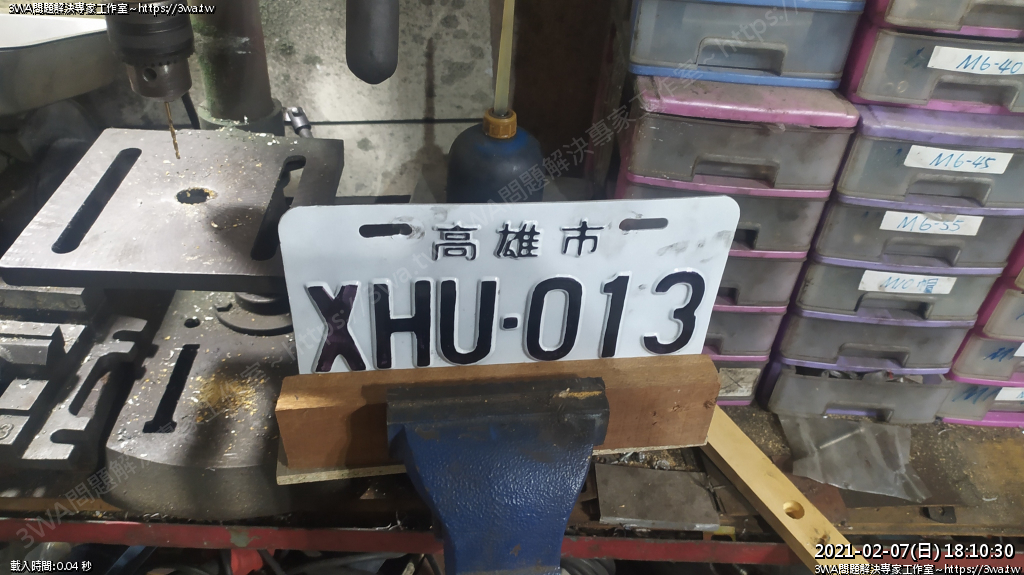 3WA問題解決專家工作室~https://3wa.tw
M6-40
M6-45
M6-55
高雄市
XHU·013
2021-02-07(日) 18:10:30
載入時間:0.04 秒
3WA問題解決專家工作室~https://3wa.tw